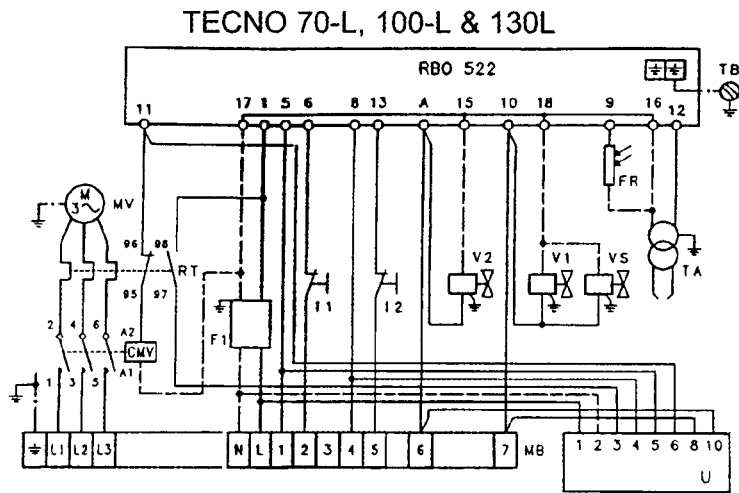 TECNO 70-L, 100-L & 130L
RBO 522
TB
11 17 1 5 6 8 13 A 15 10 18 9 16 12
FR
M
3~
MV
96 98
RT
95 97
V2 V1 VS
TA
I1 I2
F1
2 4 6 A2
CMV
1 3 5 A1
L1 L2 L3 N L 1 2 3 4 5 6 7 MB
1 2 3 4 5 6 8 10
U